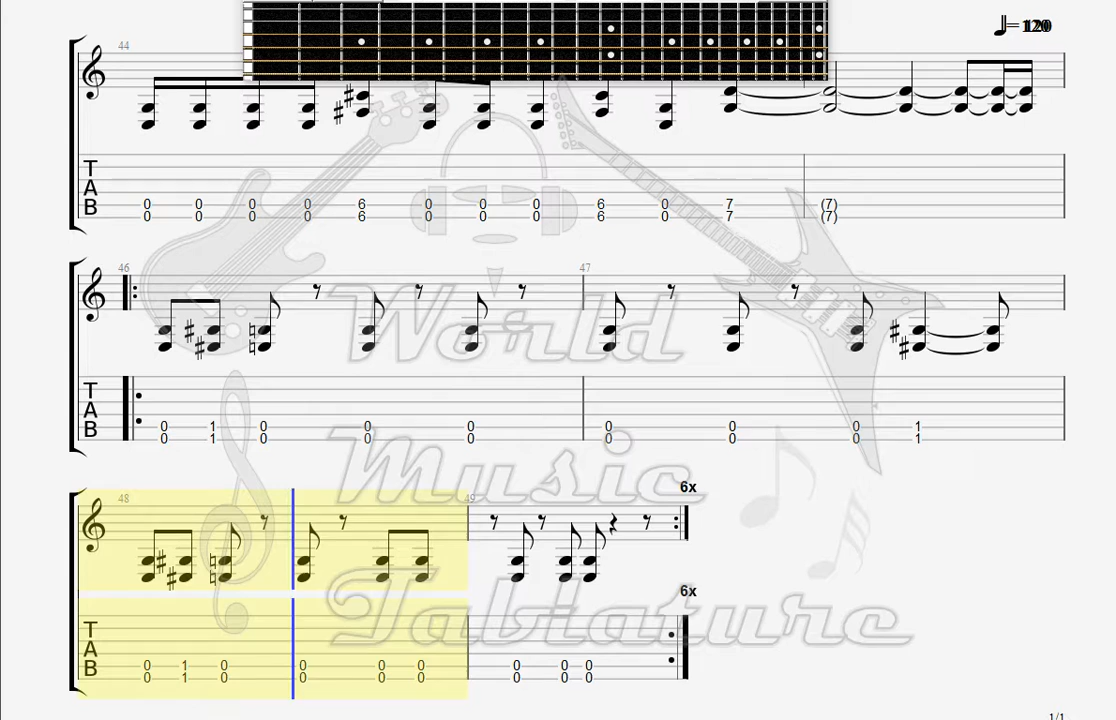 = 120
44
T
A
B
0 0 0 0 6 0 0 0 6 0 7 (7)
0 0 0 0 6 0 0 0 6 0 7 (7)
46 47
World
T
A
B
0 1 0 0 0 0 0 0 1
0 1 0 0 0 0 0 0 1
Music
48 49 6x
6x
Tablature
T
A
B
0 1 0 0 0 0 0 0 0
0 1 0 0 0 0 0 0 0
1/1